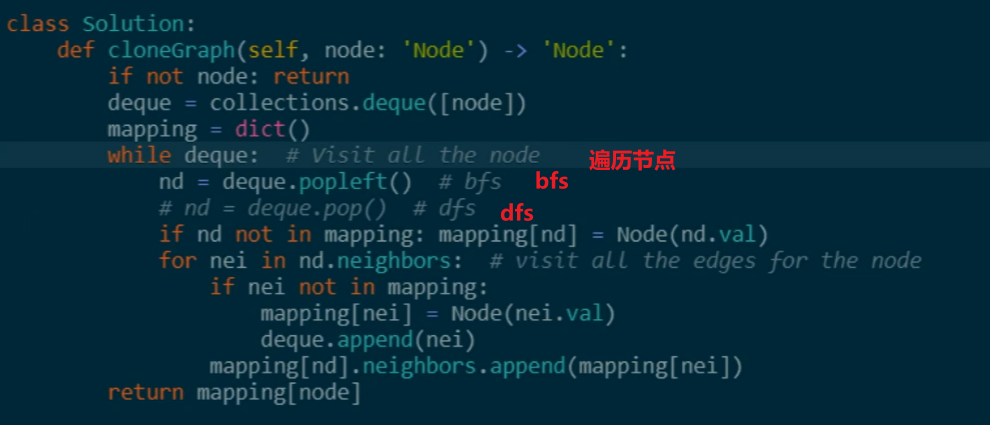 class Solution:
    def cloneGraph(self, node: 'Node') -> 'Node':
        if not node: return
        deque = collections.deque([node])
        mapping = dict()
        while deque:  # Visit all the node 遍历节点
            nd = deque.popleft()  # bfs bfs
            # nd = deque.pop()  # dfs dfs
            if nd not in mapping: mapping[nd] = Node(nd.val)
            for nei in nd.neighbors:  # visit all the edges for the node
                if nei not in mapping:
                    mapping[nei] = Node(nei.val)
                    deque.append(nei)
                mapping[nd].neighbors.append(mapping[nei])
        return mapping[node]